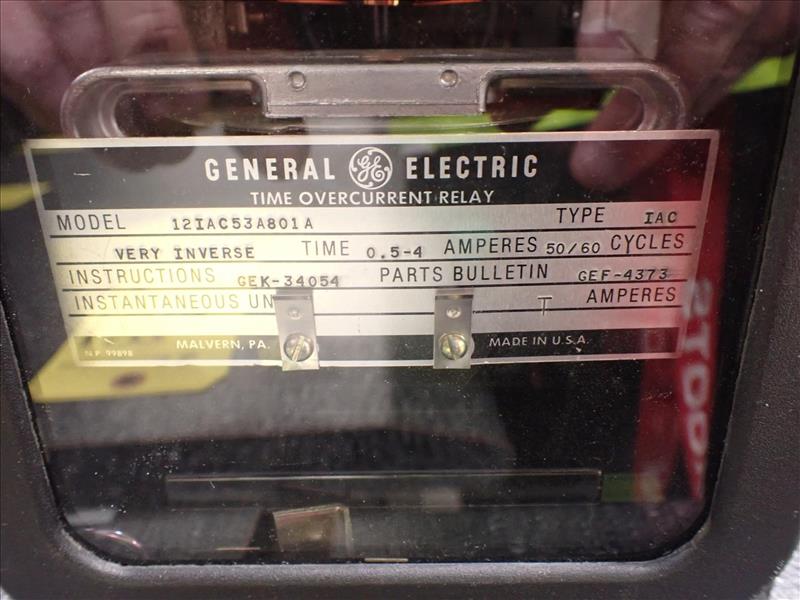 GENERAL GE ELECTRIC
TIME OVERCURRENT RELAY
MODEL 12IAC53A801A TYPE IAC
VERY INVERSE TIME 0.5-4 AMPERES 50/60 CYCLES
INSTRUCTIONS GEK-34054 PARTS BULLETIN GEF-4373
INSTANTANEOUS UN T AMPERES
MALVERN, PA. MADE IN U.S.A.
N.P. 99898